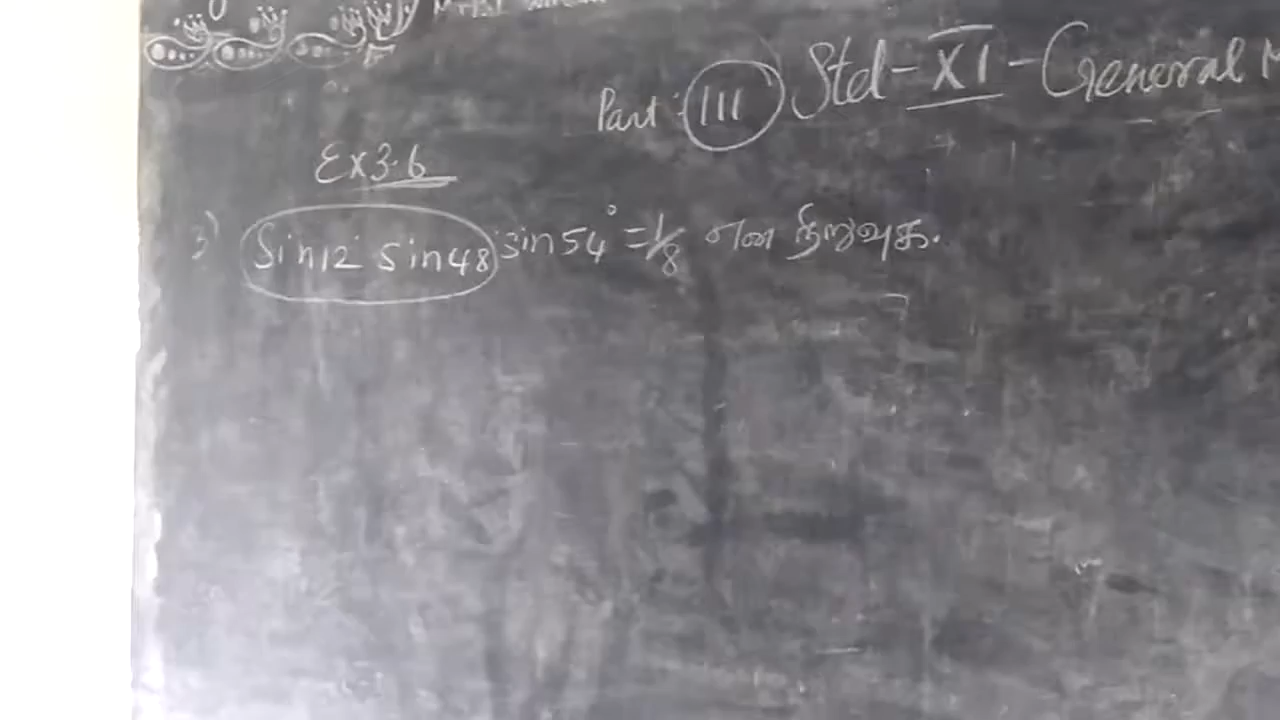 Part : III Std - XI - General M
Ex 3.6
3) Sin12° Sin48° sin54° = 1/8 என நிறுவுக.